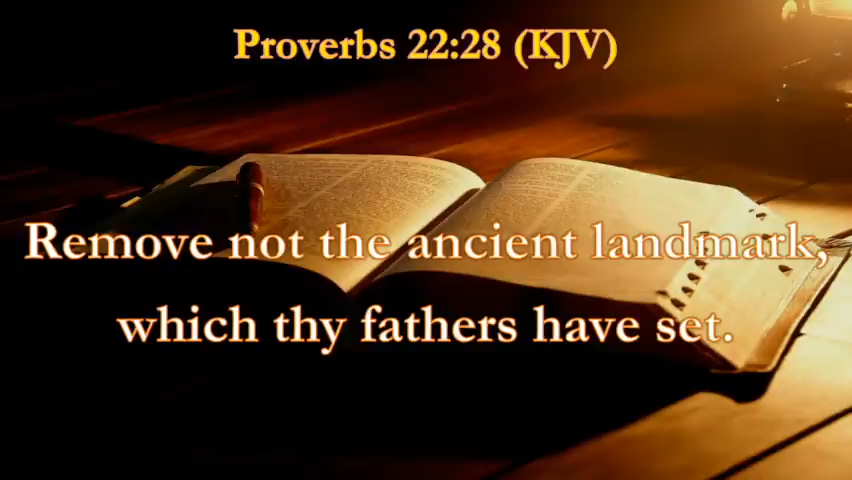 Proverbs 22:28 (KJV)
Remove not the ancient landmark,
which thy fathers have set.